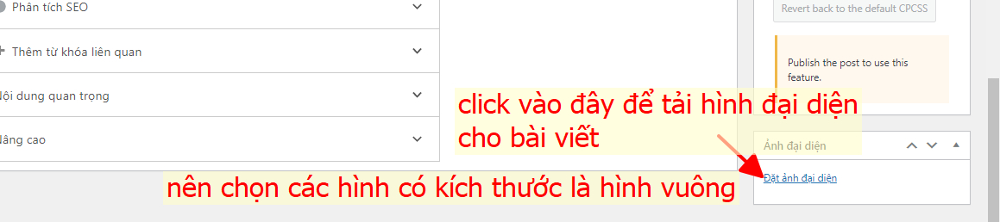 Phân tích SEO
Thêm từ khóa liên quan
Nội dung quan trọng
Nâng cao
Revert back to the default CPCSS
Publish the post to use this
feature.
click vào đây để tải hình đại diện
cho bài viết
Ảnh đại diện
Đặt ảnh đại diện
nên chọn các hình có kích thước là hình vuông